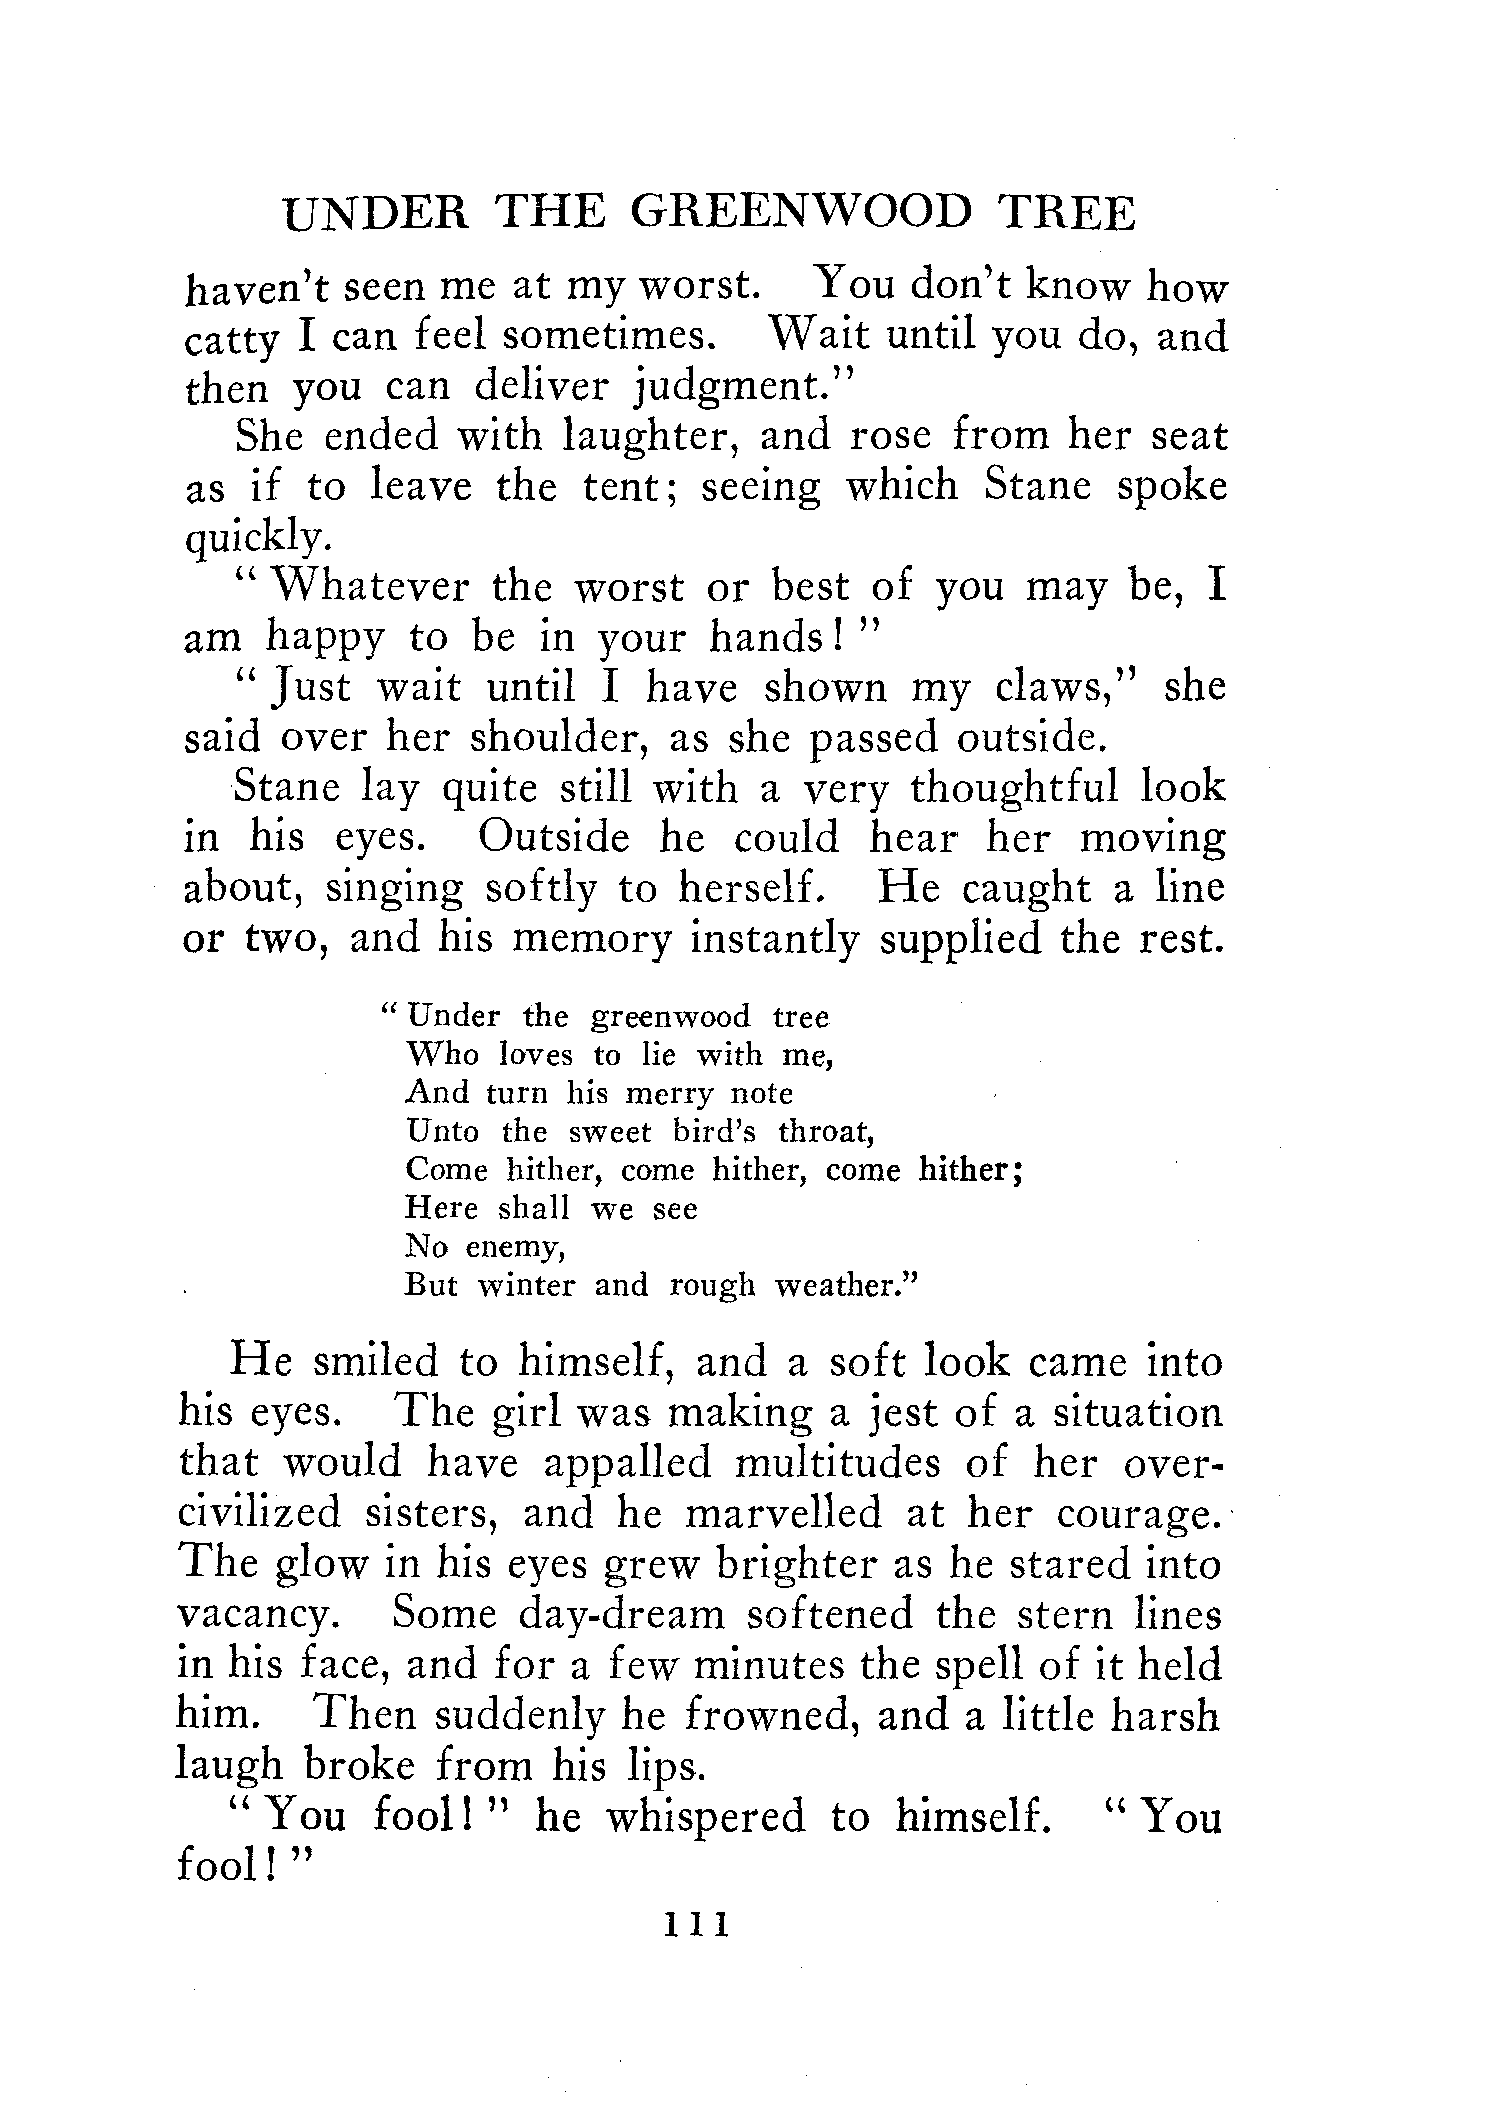 UNDER THE GREENWOOD TREE
haven't seen me at my worst. You don't know how
catty I can feel sometimes. Wait until you do, and
then you can deliver judgment."
She ended with laughter, and rose from her seat
as if to leave the tent; seeing which Stane spoke
quickly.
" Whatever the worst or best of you may be, I
am happy to be in your hands ! "
" Just wait until I have shown my claws," she
said over her shoulder, as she passed outside.
Stane lay quite still with a very thoughtful look
in his eyes. Outside he could hear her moving
about, singing softly to herself. He caught a line
or two, and his memory instantly supplied the rest.
" Under the greenwood tree
Who loves to lie with me,
And turn his merry note
Unto the sweet bird's throat,
Come hither, come hither, come hither;
Here shall we see
No enemy,
But winter and rough weather."
He smiled to himself, and a soft look came into
his eyes. The girl was making a jest of a situation
that would have appalled multitudes of her over-
civilized sisters, and he marvelled at her courage.
The glow in his eyes grew brighter as he stared into
vacancy. Some day-dream softened the stern lines
in his face, and for a few minutes the spell of it held
him. Then suddenly he frowned, and a little harsh
laugh broke from his lips.
" You fool ! " he whispered to himself. " You
fool ! "
111